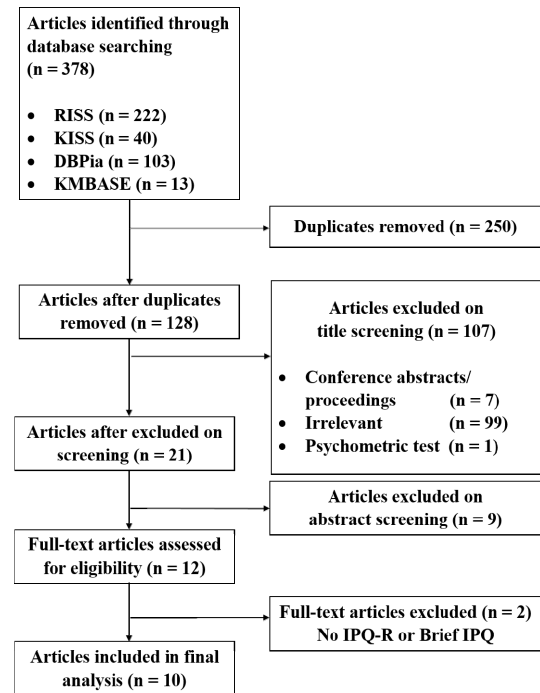 Articles identified through
database searching
(n = 378)
• RISS (n = 222)
• KISS (n = 40)
• DBPia (n = 103)
• KMBASE (n = 13)
Duplicates removed (n = 250)
Articles after duplicates
removed (n = 128)
Articles excluded on
title screening (n = 107)
• Conference abstracts/
proceedings (n = 7)
• Irrelevant (n = 99)
• Psychometric test (n = 1)
Articles after excluded on
screening (n = 21)
Articles excluded on
abstract screening (n = 9)
Full-text articles assessed
for eligibility (n = 12)
Full-text articles excluded (n = 2)
No IPQ-R or Brief IPQ
Articles included in final
analysis (n = 10)